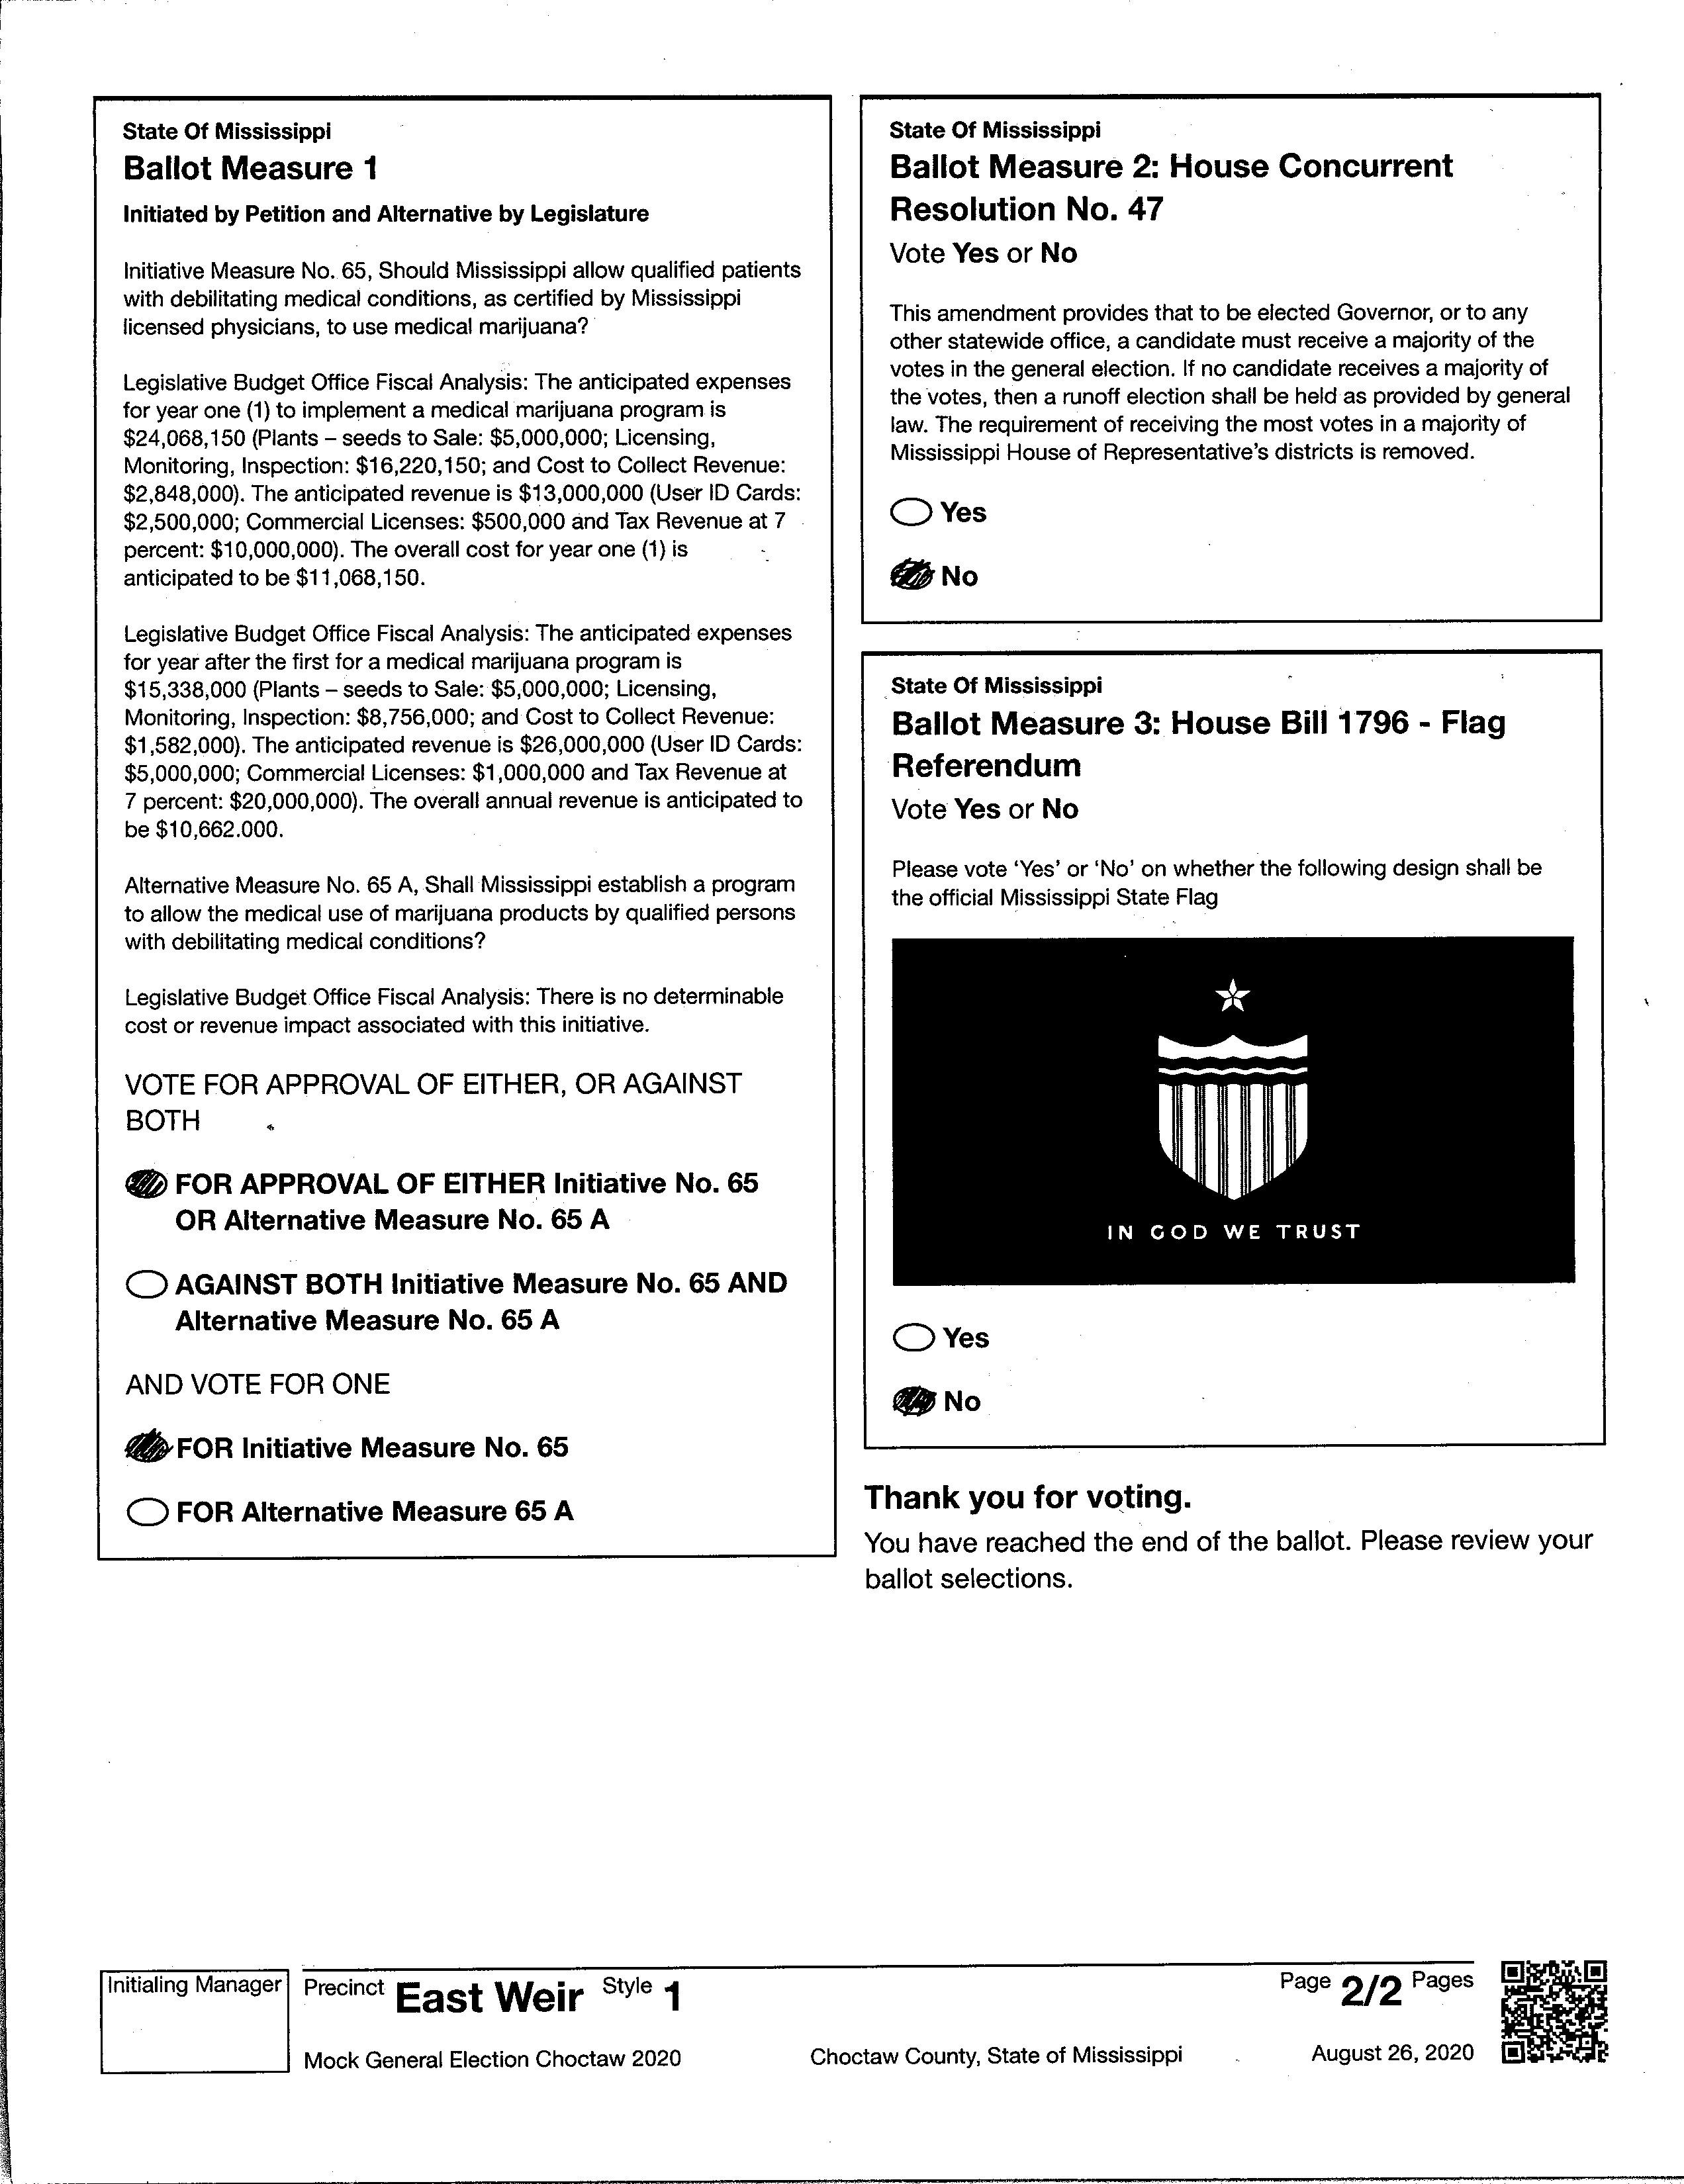 State Of Mississippi
Ballot Measure 1
Initiated by Petition and Alternative by Legislature
Initiative Measure No. 65, Should Mississippi allow qualified patients
with debilitating medical conditions, as certified by Mississippi
licensed physicians, to use medical marijuana?
Legislative Budget Office Fiscal Analysis: The anticipated expenses
for year one (1) to implement a medical marijuana program is
$24,068,150 (Plants – seeds to Sale: $5,000,000; Licensing,
Monitoring, Inspection: $16,220,150; and Cost to Collect Revenue:
$2,848,000). The anticipated revenue is $13,000,000 (User ID Cards:
$2,500,000; Commercial Licenses: $500,000 and Tax Revenue at 7
percent: $10,000,000). The overall cost for year one (1) is
anticipated to be $11,068,150.
Legislative Budget Office Fiscal Analysis: The anticipated expenses
for year after the first for a medical marijuana program is
$15,338,000 (Plants – seeds to Sale: $5,000,000; Licensing,
Monitoring, Inspection: $8,756,000; and Cost to Collect Revenue:
$1,582,000). The anticipated revenue is $26,000,000 (User ID Cards:
$5,000,000; Commercial Licenses: $1,000,000 and Tax Revenue at
7 percent: $20,000,000). The overall annual revenue is anticipated to
be $10,662.000.
Alternative Measure No. 65 A, Shall Mississippi establish a program
to allow the medical use of marijuana products by qualified persons
with debilitating medical conditions?
Legislative Budget Office Fiscal Analysis: There is no determinable
cost or revenue impact associated with this initiative.
VOTE FOR APPROVAL OF EITHER, OR AGAINST
BOTH
FOR APPROVAL OF EITHER Initiative No. 65
OR Alternative Measure No. 65 A
AGAINST BOTH Initiative Measure No. 65 AND
Alternative Measure No. 65 A
AND VOTE FOR ONE
FOR Initiative Measure No. 65
FOR Alternative Measure 65 A
State Of Mississippi
Ballot Measure 2: House Concurrent
Resolution No. 47
Vote Yes or No
This amendment provides that to be elected Governor, or to any
other statewide office, a candidate must receive a majority of the
votes in the general election. If no candidate receives a majority of
the votes, then a runoff election shall be held as provided by general
law. The requirement of receiving the most votes in a majority of
Mississippi House of Representative's districts is removed.
Yes
No
State Of Mississippi
Ballot Measure 3: House Bill 1796 - Flag
Referendum
Vote Yes or No
Please vote 'Yes' or 'No' on whether the following design shall be
the official Mississippi State Flag
IN GOD WE TRUST
Yes
No
Thank you for voting.
You have reached the end of the ballot. Please review your
ballot selections.
Initialing Manager
Precinct East Weir Style 1
Page 2/2 Pages
Mock General Election Choctaw 2020
Choctaw County, State of Mississippi
August 26, 2020